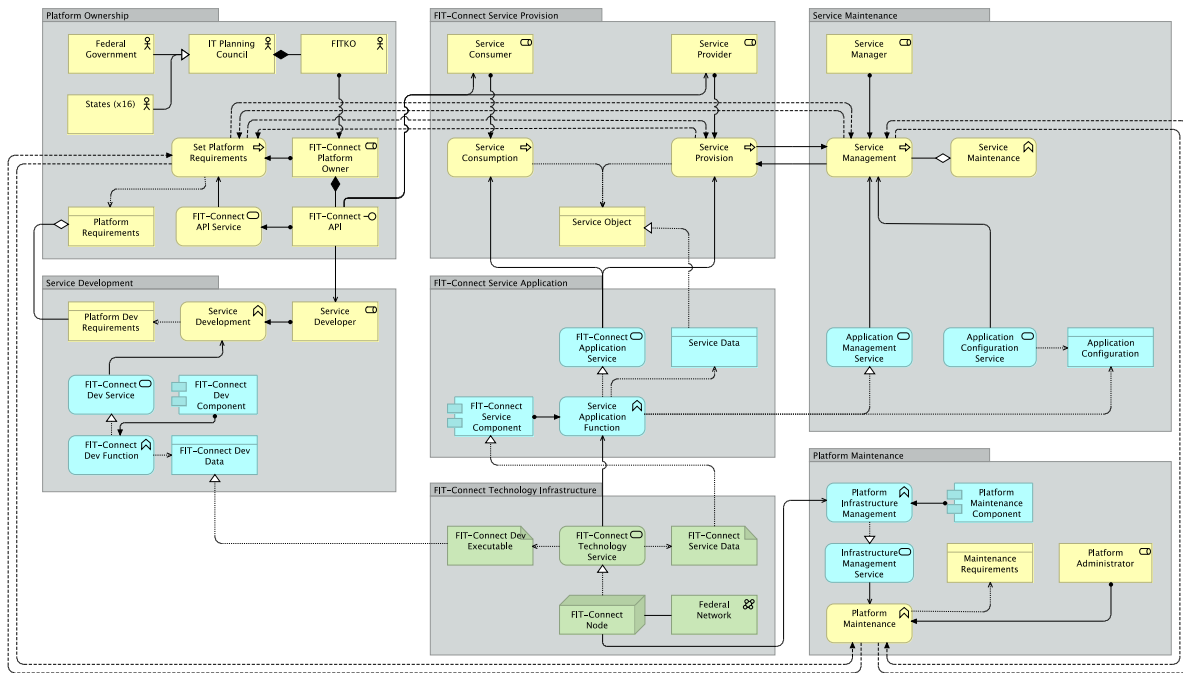 Platform Ownership
Federal
Government
IT Planning
Council
FITKO
States (x16)
Set Platform
Requirements
FIT-Connect
Platform
Owner
Platform
Requirements
FIT-Connect
API Service
FIT-Connect
API
FIT-Connect Service Provision
Service
Consumer
Service
Provider
Service
Consumption
Service
Provision
Service Object
Service Maintenance
Service
Manager
Service
Management
Service
Maintenance
Application
Management
Service
Application
Configuration
Service
Application
Configuration
Service Development
Platform Dev
Requirements
Service
Development
Service
Developer
FIT-Connect
Dev Service
FIT-Connect
Dev
Component
FIT-Connect
Dev Function
FIT-Connect Dev
Data
FIT-Connect Service Application
FIT-Connect
Application
Service
Service Data
FIT-Connect
Service
Component
Service
Application
Function
FIT-Connect Technology Infrastructure
FIT-Connect Dev
Executable
FIT-Connect
Technology
Service
FIT-Connect
Service Data
FIT-Connect
Node
Federal
Network
Platform Maintenance
Platform
Infrastructure
Management
Platform
Maintenance
Component
Infrastructure
Management
Service
Maintenance
Requirements
Platform
Administrator
Platform
Maintenance